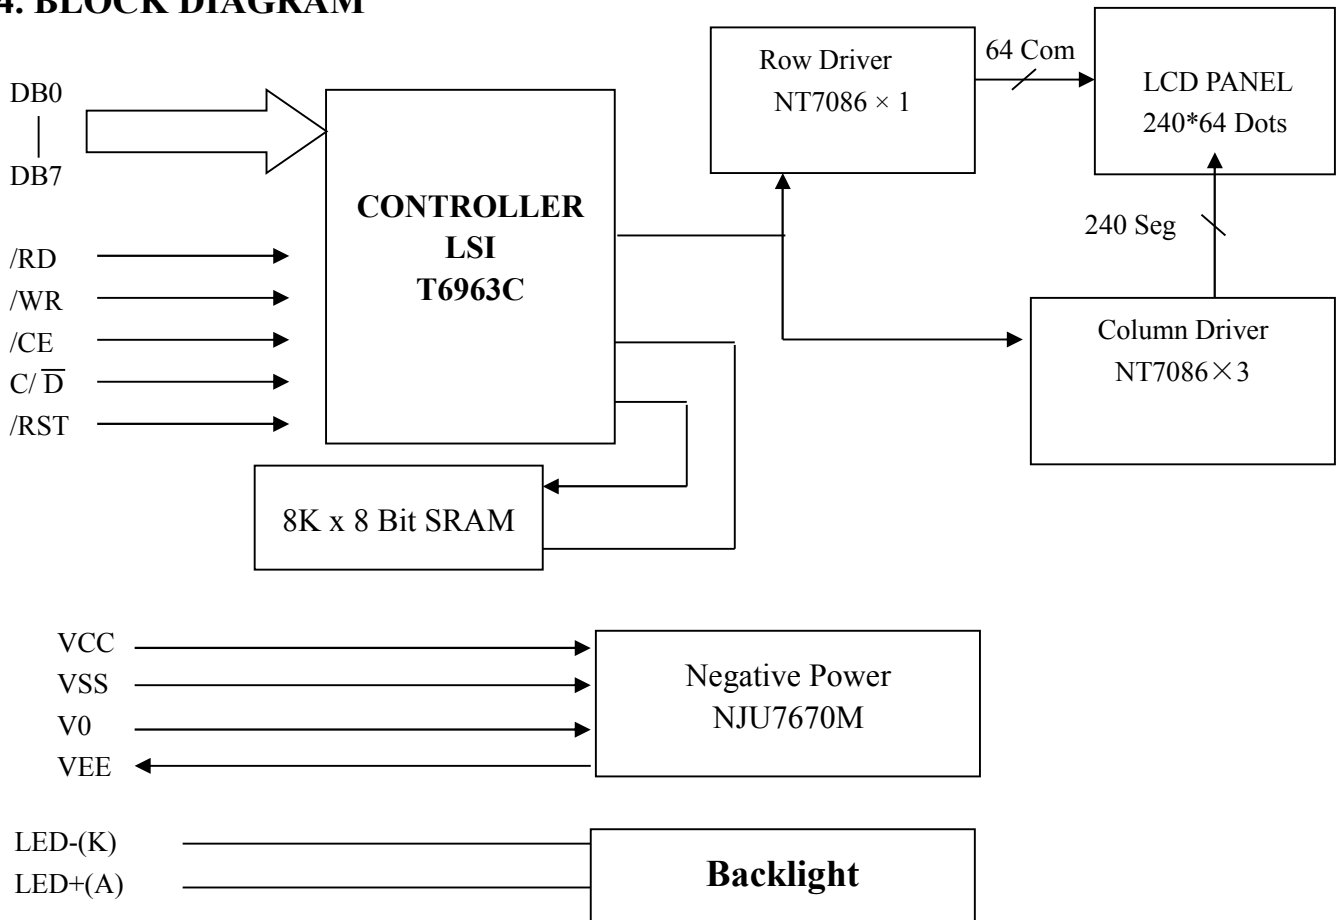 4. BLOCK DIAGRAM
DB0
DB7
/RD
/WR
/CE
C/ D̅
/RST
CONTROLLER
LSI
T6963C
8K x 8 Bit SRAM
Row Driver
NT7086 × 1
64 Com
LCD PANEL
240*64 Dots
240 Seg
Column Driver
NT7086×3
VCC
VSS
V0
VEE
Negative Power
NJU7670M
LED-(K)
LED+(A)
Backlight